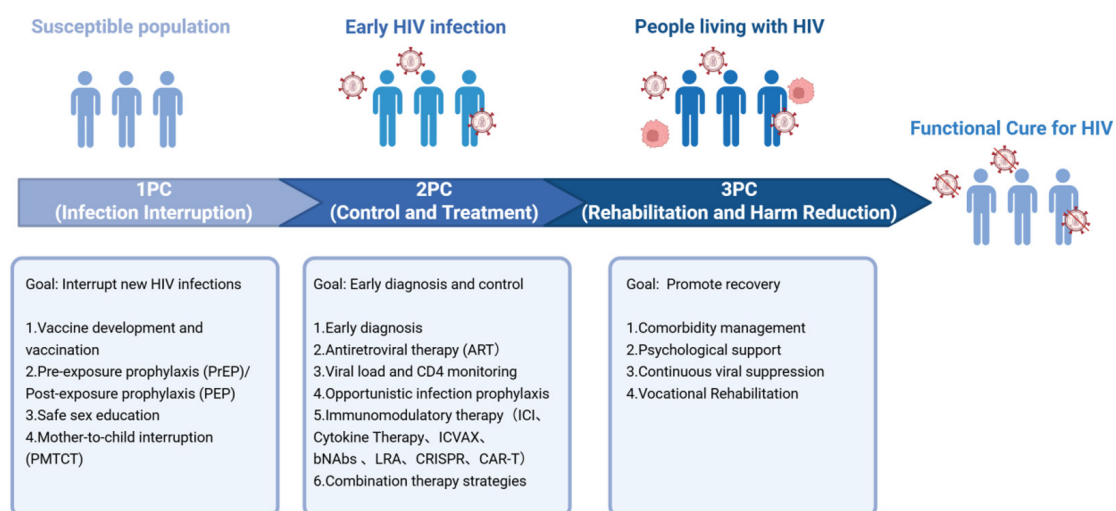 Susceptible population
Early HIV infection
People living with HIV
Functional Cure for HIV
1PC
(Infection Interruption)
2PC
(Control and Treatment)
3PC
(Rehabilitation and Harm Reduction)
Goal: Interrupt new HIV infections
1.Vaccine development and
vaccination
2.Pre-exposure prophylaxis (PrEP)/
Post-exposure prophylaxis (PEP)
3.Safe sex education
4.Mother-to-child interruption
(PMTCT)
Goal: Early diagnosis and control
1.Early diagnosis
2.Antiretroviral therapy (ART）
3.Viral load and CD4 monitoring
4.Opportunistic infection prophylaxis
5.Immunomodulatory therapy（ICI、
Cytokine Therapy、ICVAX、
bNAbs 、LRA、CRISPR、CAR-T）
6.Combination therapy strategies
Goal:  Promote recovery
1.Comorbidity management
2.Psychological support
3.Continuous viral suppression
4.Vocational Rehabilitation